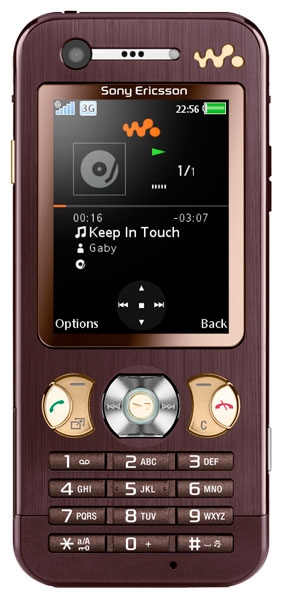 Sony Ericsson
3G 22:56
1/1
00:16 -03:07
Keep In Touch
Gaby
Options Back
C
1 2 ABC 3 DEF
4 GHI 5 JKL 6 MNO
7 PQRS 8 TUV 9 WXYZ
* a/A 0 + #